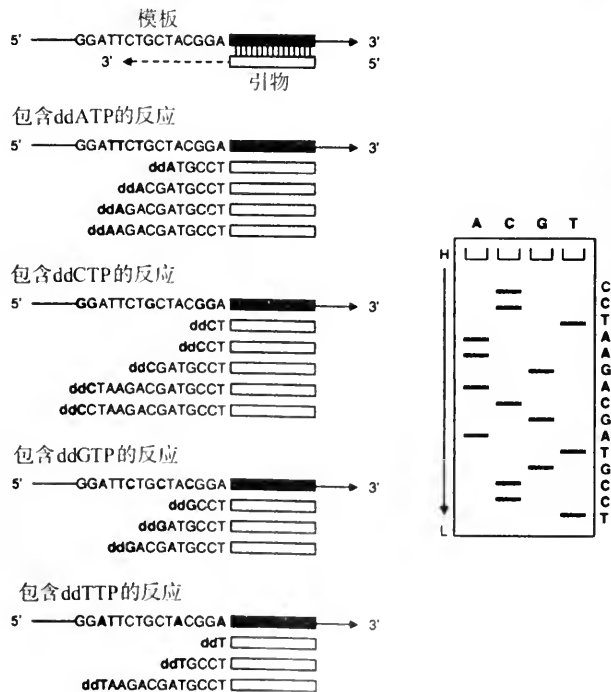 模板
5' GGATTCTGCTACGGA 3'
3' 5'
引物
包含ddATP的反应
5' GGATTCTGCTACGGA 3'
ddATGCCT
ddACGATGCCT
ddAGACGATGCCT
ddAAGACGATGCCT
包含ddCTP的反应
5' GGATTCTGCTACGGA 3'
ddCT
ddCCT
ddCGATGCCT
ddCTAAGACGATGCCT
ddCCTAAGACGATGCCT
包含ddGTP的反应
5' GGATTCTGCTACGGA 3'
ddGCCT
ddGATGCCT
ddGACGATGCCT
包含ddTTP的反应
5' GGATTCTGCTACGGA 3'
ddT
ddTGCCT
ddTAAGACGATGCCT
A C G T
H
C
C
T
A
A
G
A
C
G
A
T
G
C
C
T
L